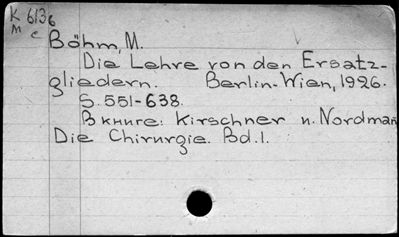 K 6136
M c
Böhm, M.
Die Lehre von den Ersatz-
gliedern. Berlin-Wien, 1926.
S. 551-638.
В книге: Kirschner u. Nordman
Die Chirurgie. Bd. 1.